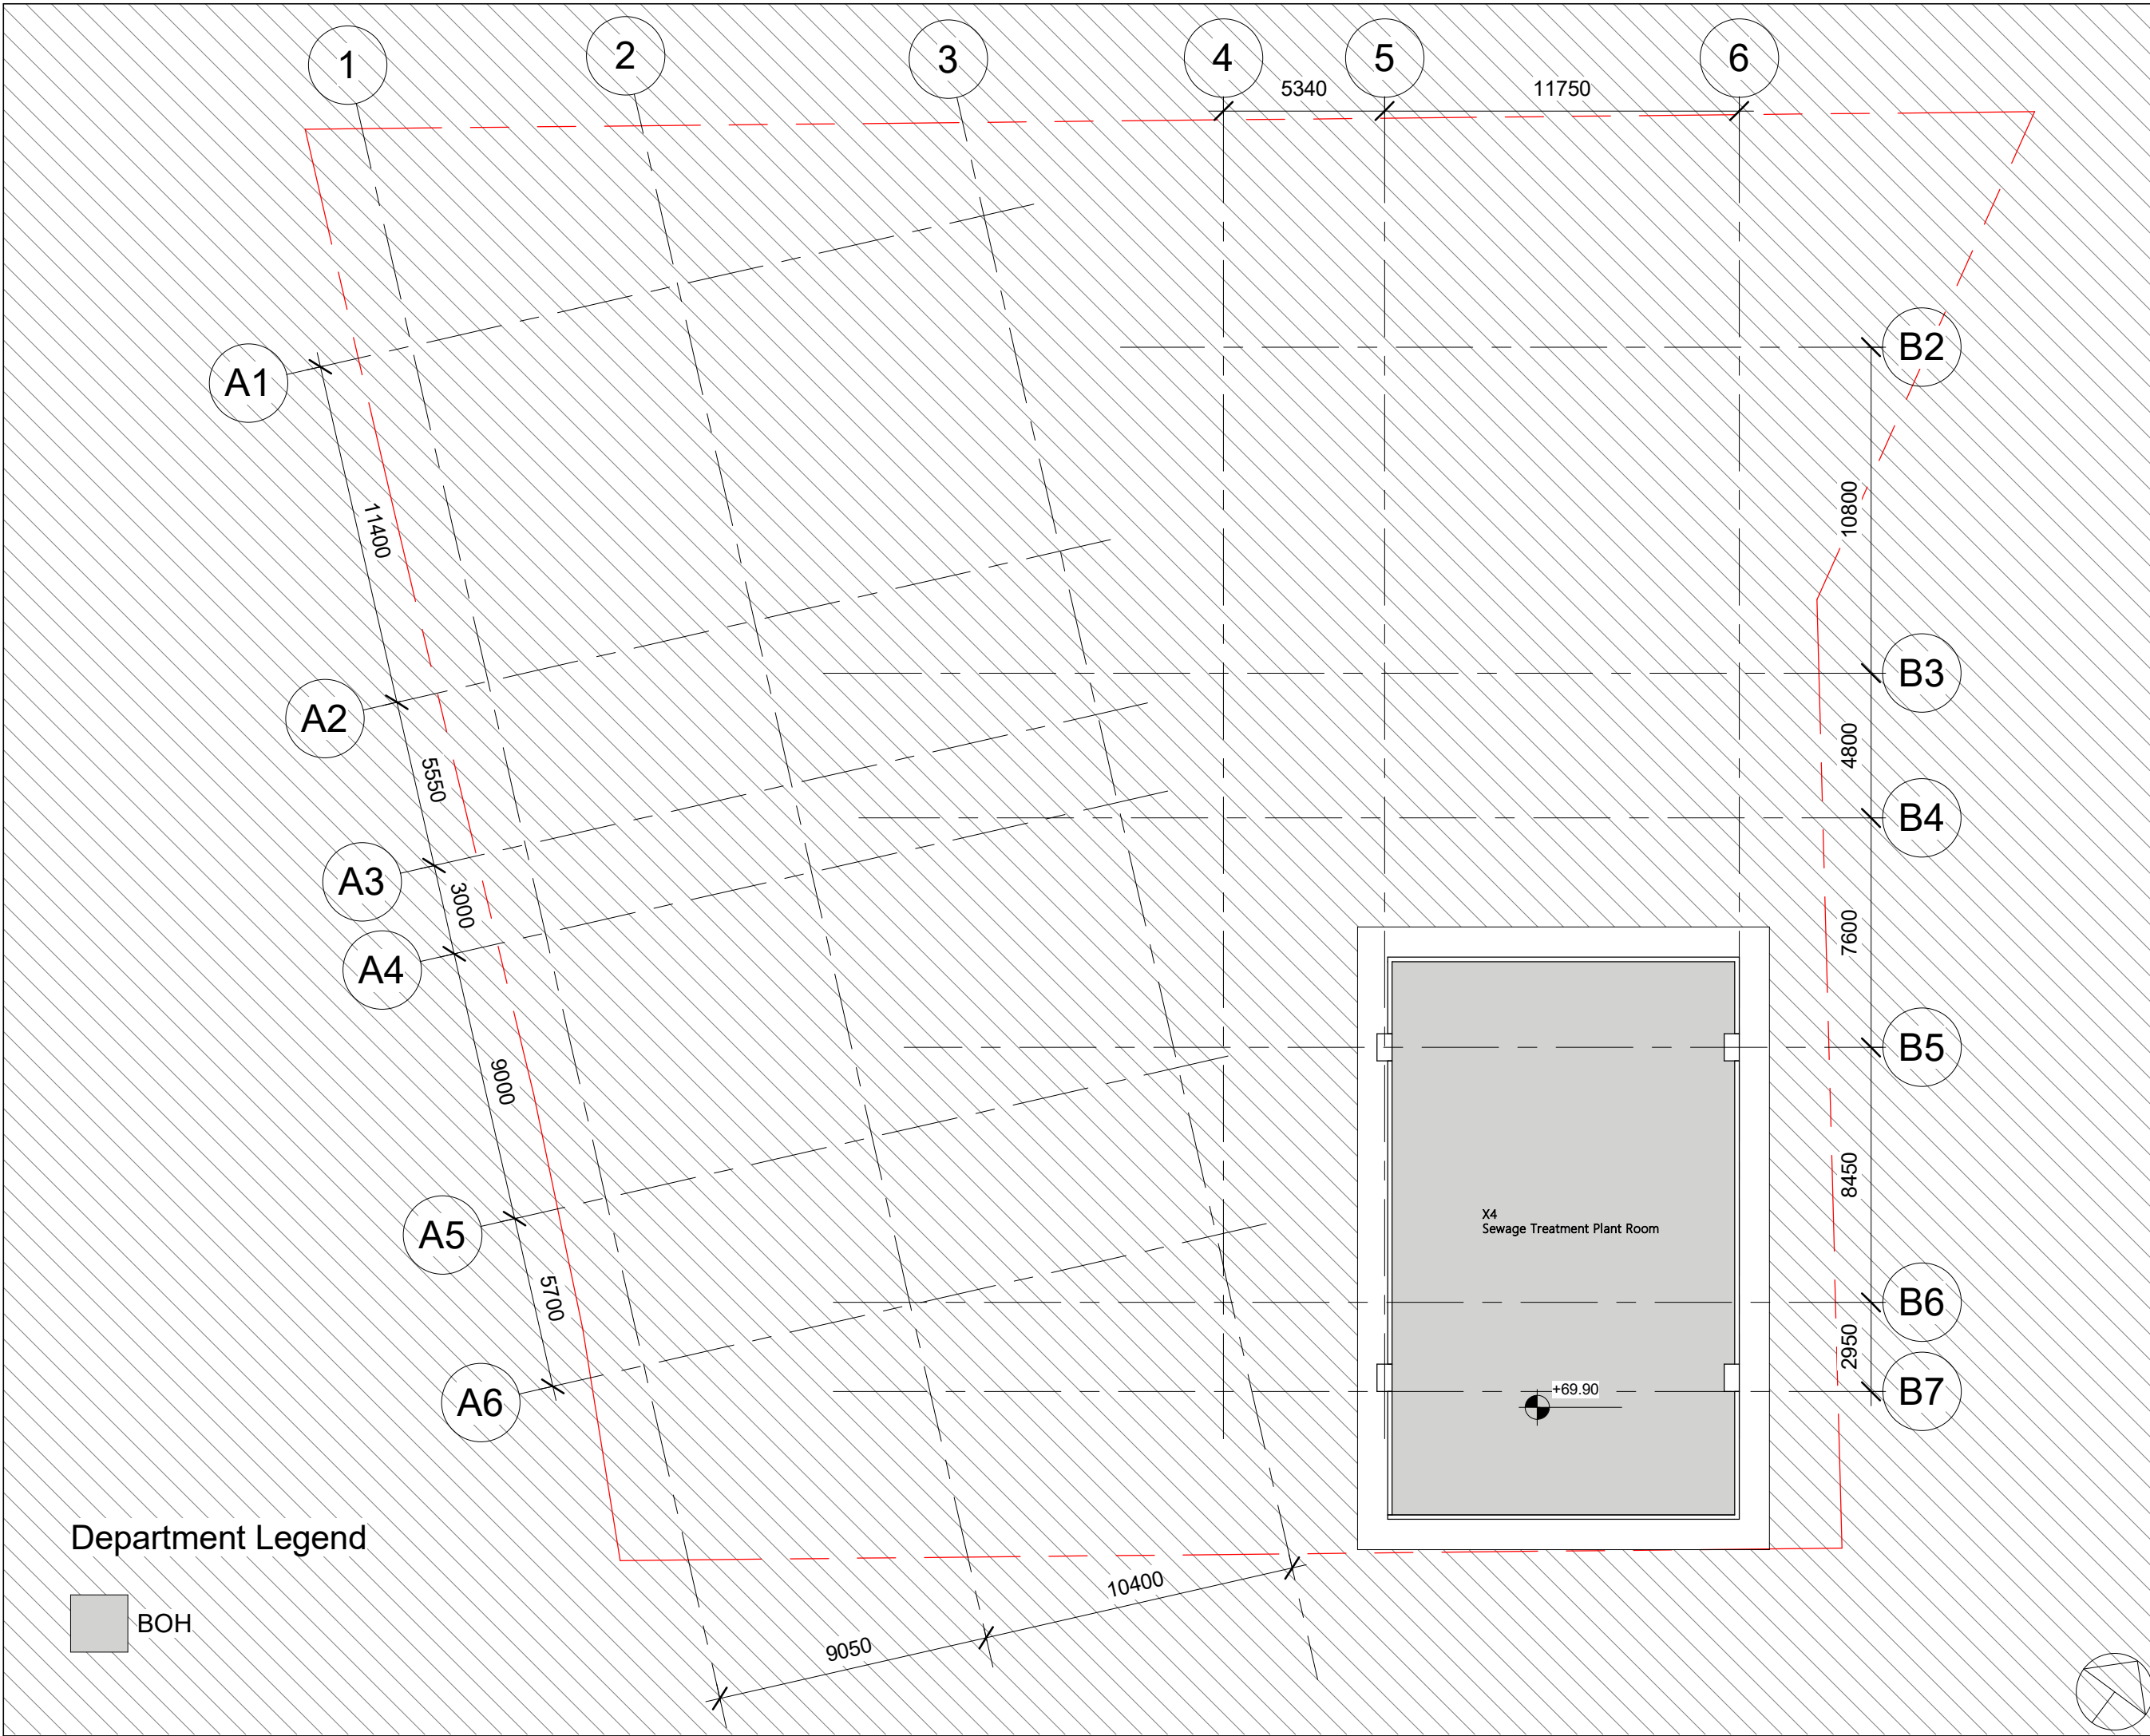 1
2
3
4
5
6
5340
11750
B2
A1
10800
11400
B3
A2
4800
5550
B4
A3
3000
7600
A4
B5
9000
8450
X4
Sewage Treatment Plant Room
A5
5700
B6
2950
+69.90
B7
A6
Department Legend
10400
BOH
9050